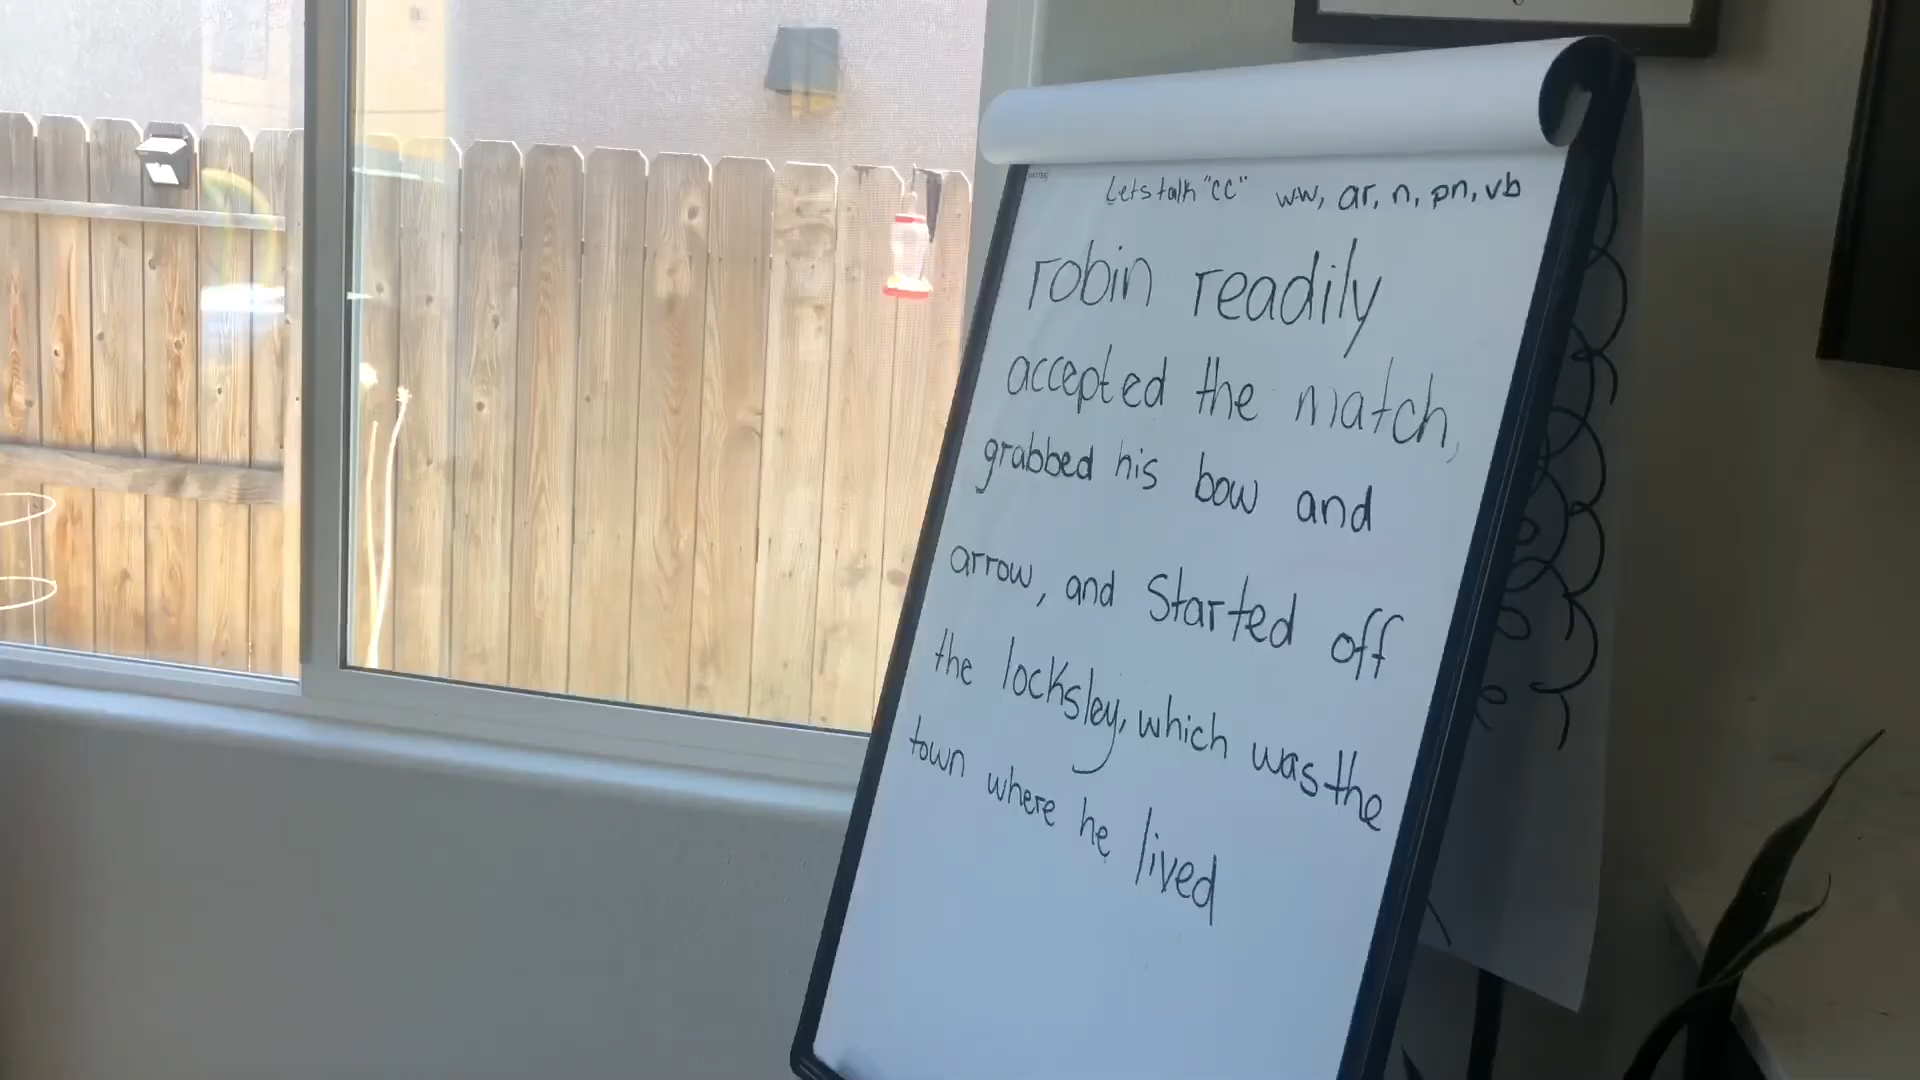 Lets talk "cc" ww, ar, n, pn, vb
robin readily
accepted the match,
grabbed his bow and
arrow, and Started off
the locksley, which was the
town where he lived